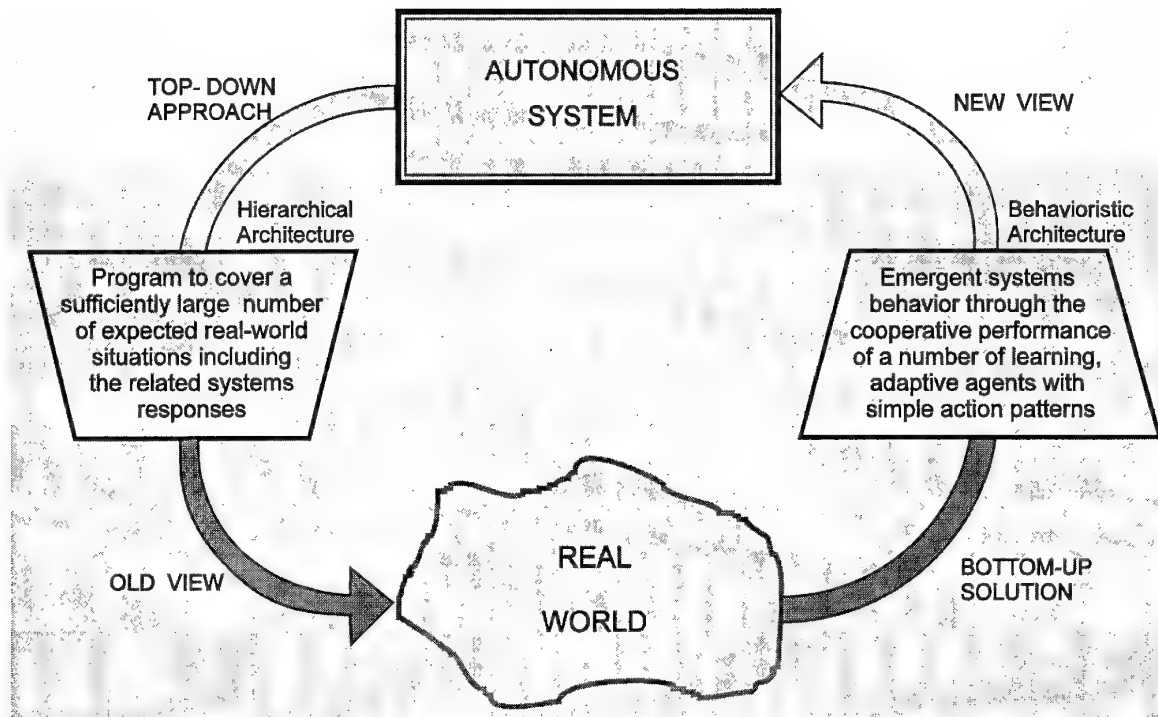 AUTONOMOUS
SYSTEM
TOP- DOWN
APPROACH
NEW VIEW
Hierarchical
Architecture
Behavioristic
Architecture
Program to cover a
sufficiently large number
of expected real-world
situations including
the related systems
responses
Emergent systems
behavior through the
cooperative performance
of a number of learning,
adaptive agents with
simple action patterns
OLD VIEW
REAL
WORLD
BOTTOM-UP
SOLUTION